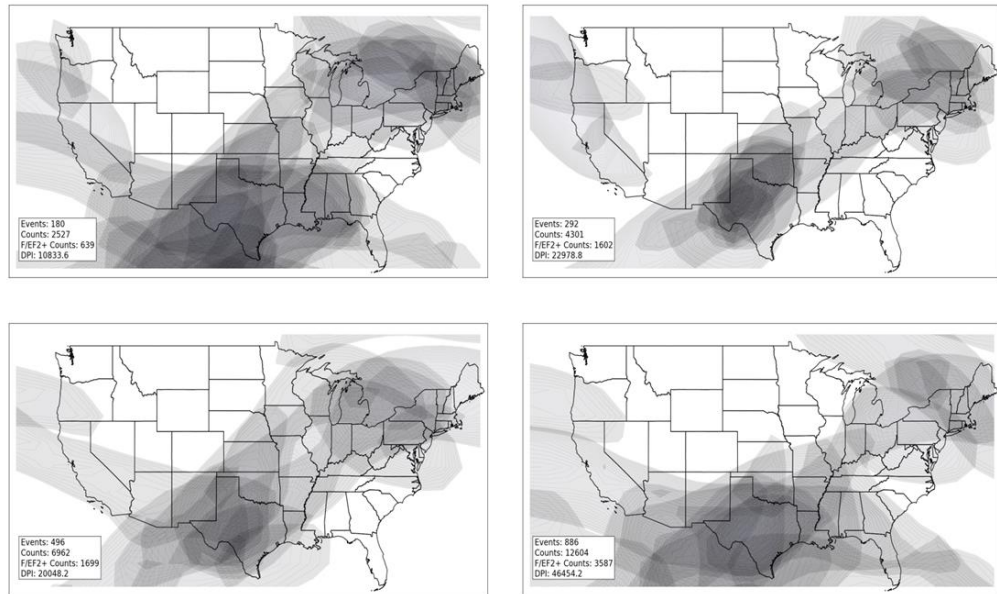 Events: 180
Counts: 2527
F/EF2+ Counts: 639
DPI: 10833.6
Events: 292
Counts: 4301
F/EF2+ Counts: 1602
DPI: 22978.8
Events: 496
Counts: 6962
F/EF2+ Counts: 1699
DPI: 20048.2
Events: 886
Counts: 12604
F/EF2+ Counts: 3587
DPI: 46454.2